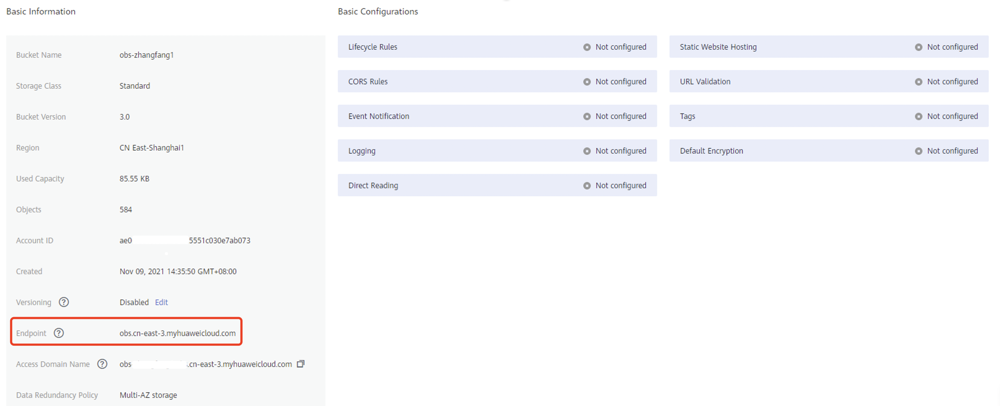 Basic Information
Bucket Name obs-zhangfang1
Storage Class Standard
Bucket Version 3.0
Region CN East-Shanghai1
Used Capacity 85.55 KB
Objects 584
Account ID ae0 5551c030e7ab073
Created Nov 09, 2021 14:35:50 GMT+08:00
Versioning ? Disabled Edit
Endpoint ? obs.cn-east-3.myhuaweicloud.com
Access Domain Name ? obs- .cn-east-3.myhuaweicloud.com
Data Redundancy Policy Multi-AZ storage
Basic Configurations
Lifecycle Rules Not configured
Static Website Hosting Not configured
CORS Rules Not configured
URL Validation Not configured
Event Notification Not configured
Tags Not configured
Logging Not configured
Default Encryption Not configured
Direct Reading Not configured